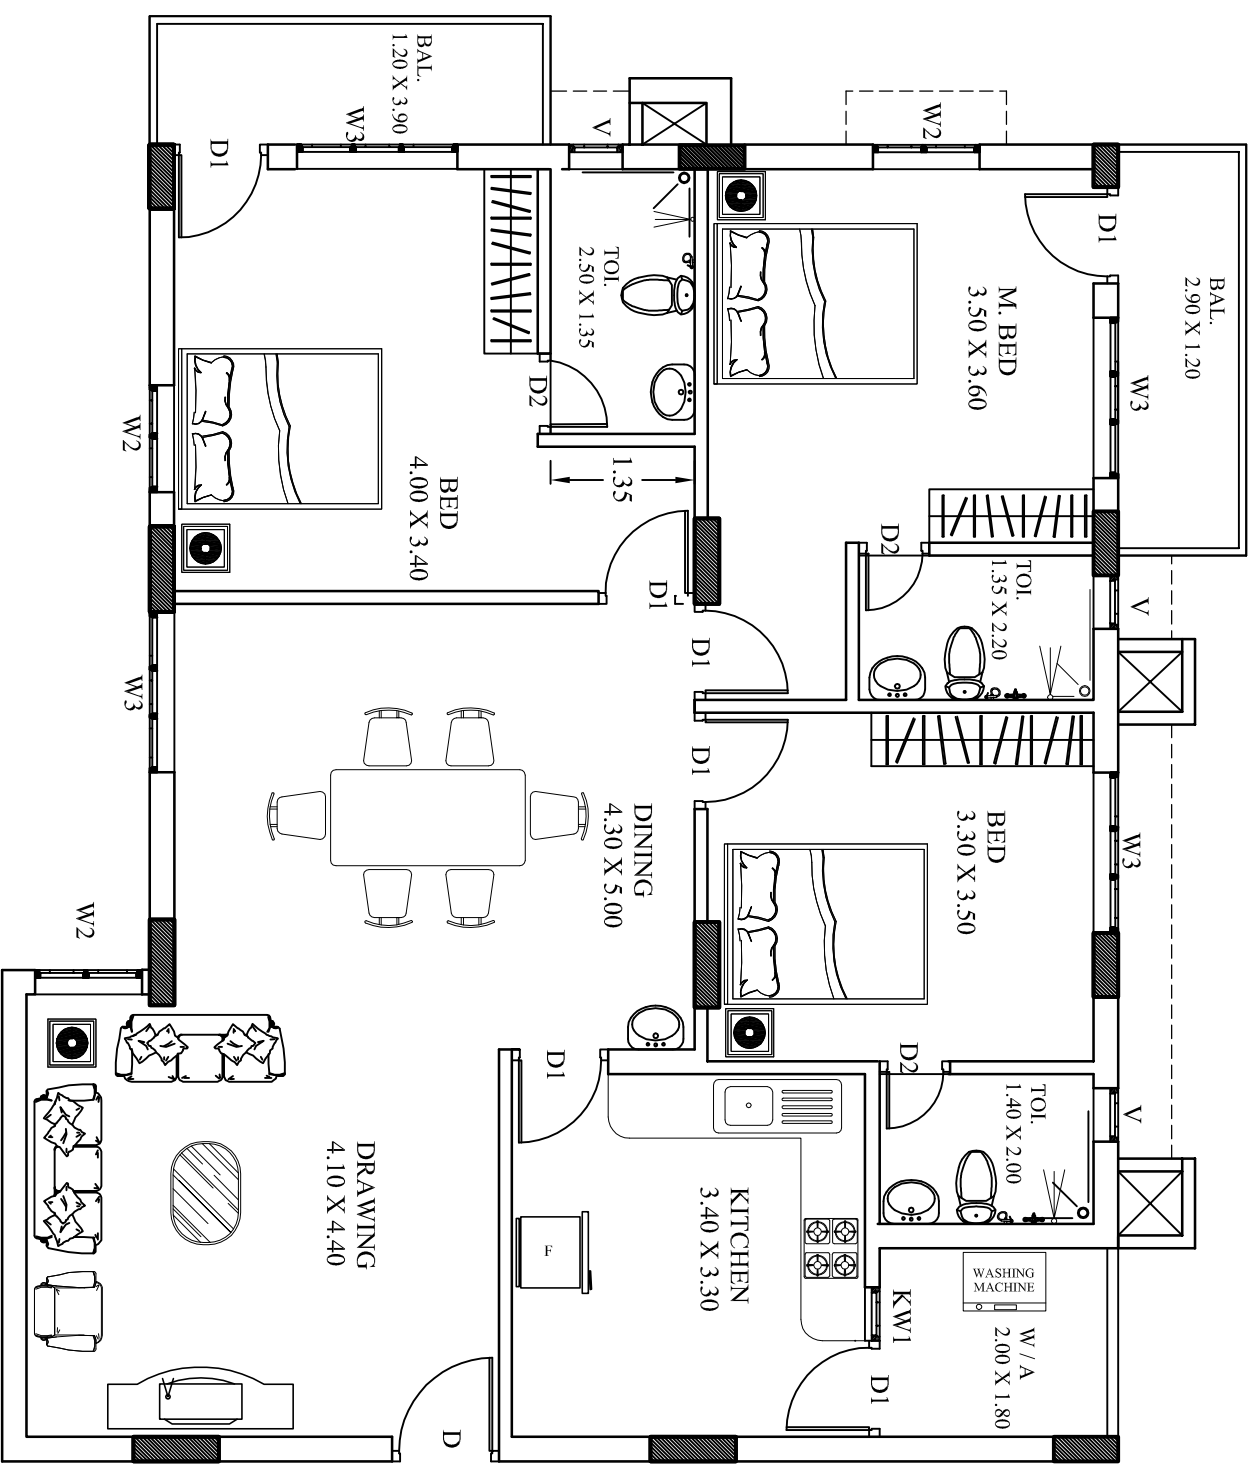 BAL.
2.90 X 1.20
D1
W3
V
W3
V
W2
M. BED
3.50 X 3.60
D2
TOI.
1.35 X 2.20
BED
3.30 X 3.50
D2
TOI.
1.40 X 2.00
WASHING
MACHINE
W / A
2.00 X 1.80
KW1
D1
V
TOI.
2.50 X 1.35
D2
1.35
D1
D1
D1
DINING
4.30 X 5.00
D1
KITCHEN
3.40 X 3.30
F
BAL.
1.20 X 3.90
W3
D1
BED
4.00 X 3.40
W2
W3
W2
DRAWING
4.10 X 4.40
D